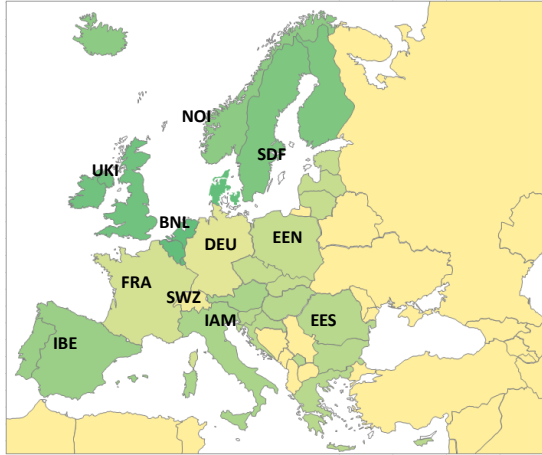 NOI
SDF
UKI
BNL
DEU
EEN
FRA
SWZ
IAM
EES
IBE